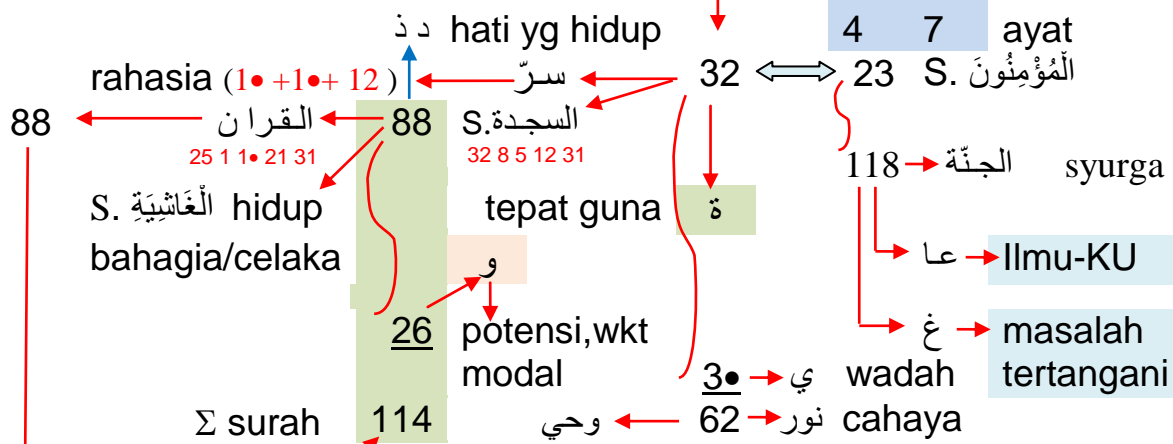 د ذ hati yg hidup 4 7 ayat
rahasia (1● +1●+ 12 ) سرّ 32 23 S. الْمُؤْمِنُونَ
88 القران 88 S.السجدة
25 1 1● 21 31 32 8 5 12 31
118 الجنّة syurga
S. الْغَاشِيَةِ hidup tepat guna ة
bahagia/celaka و عا Ilmu-KU
26 potensi,wkt غ masalah
modal 3● ي wadah tertangani
Σ surah 114 وحي 62 نور cahaya